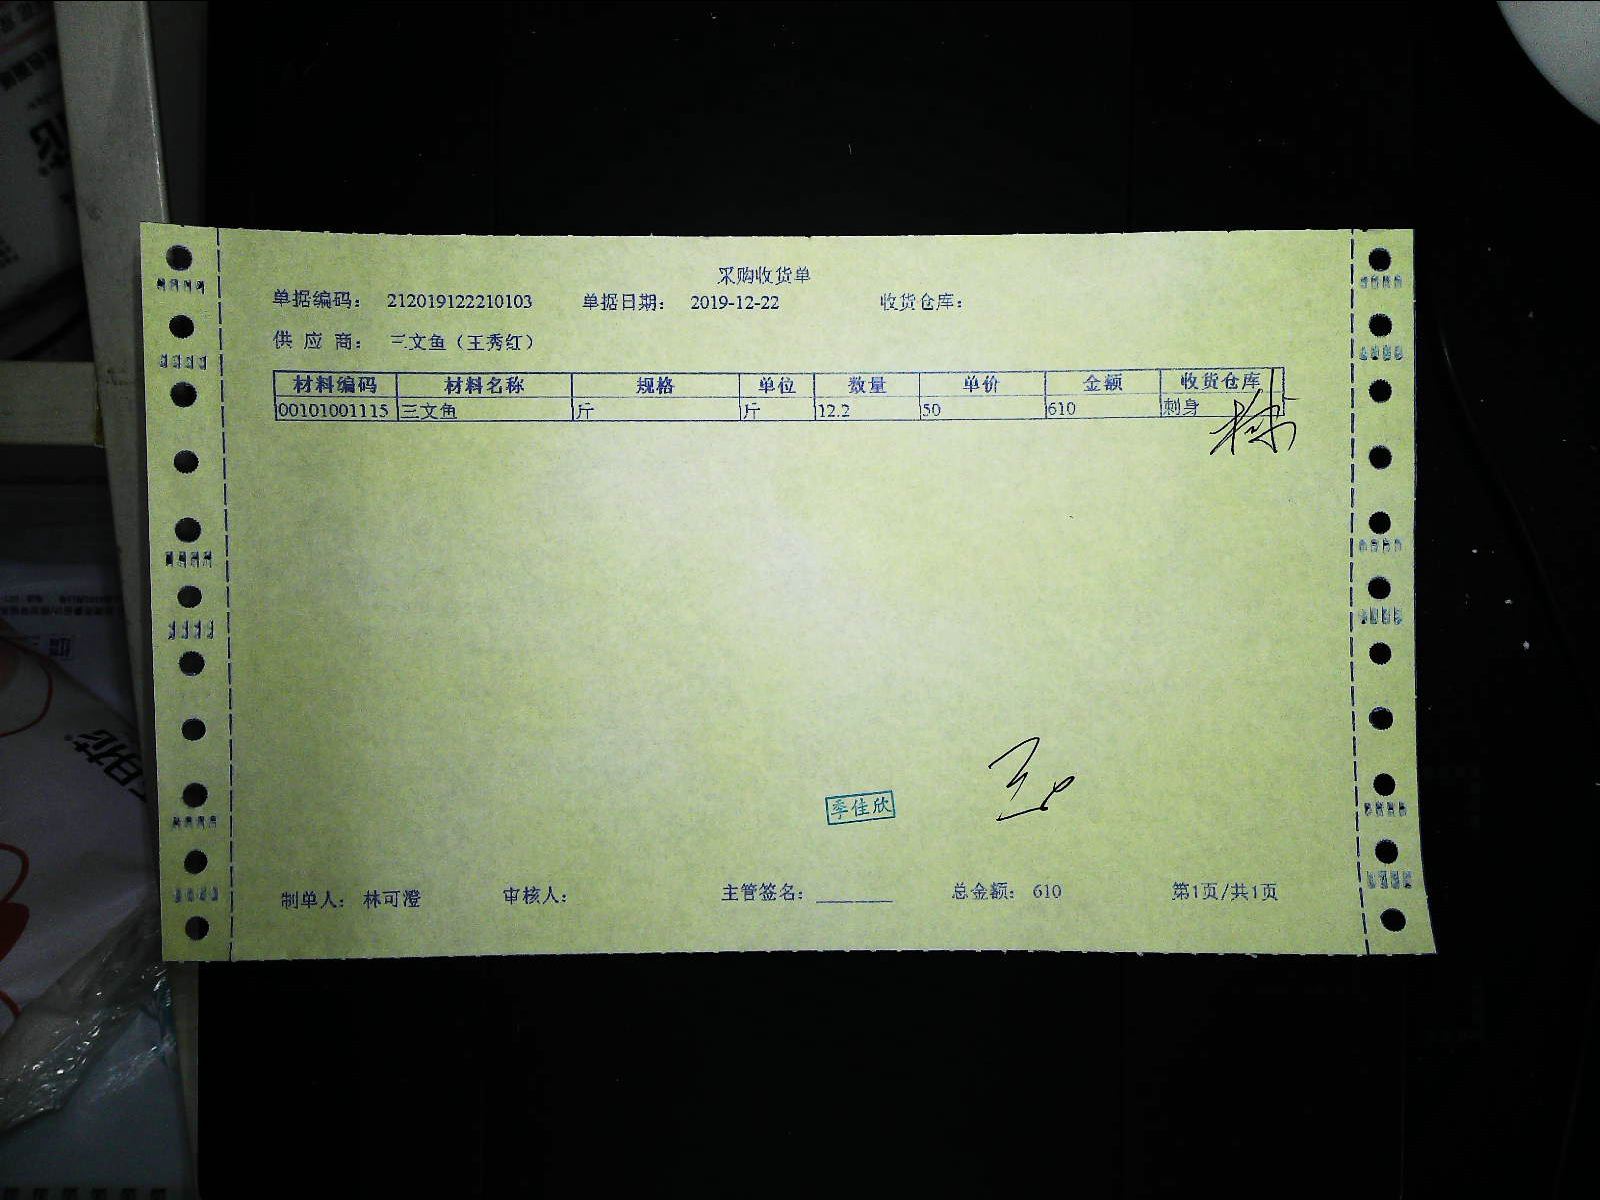 采购收货单
单据编码： 212019122210103 单据日期： 2019-12-22 收货仓库：
供 应 商： 三文鱼（王秀红）
材料编码 材料名称 规格 单位 数量 单价 金额 收货仓库
00101001115 三文鱼 斤 斤 12.2 50 610 刺身
季佳欣
制单人： 林可澄 审核人： 主管签名：________ 总金额： 610 第1页/共1页